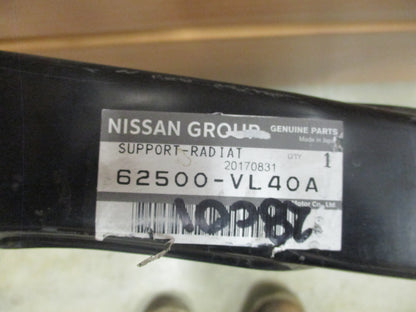 NISSAN GROUP GENUINE PARTS
Made in Japan
SUPPORT-RADIAT QTY
20170831 1
62500-VL40A
Motor Co., Ltd